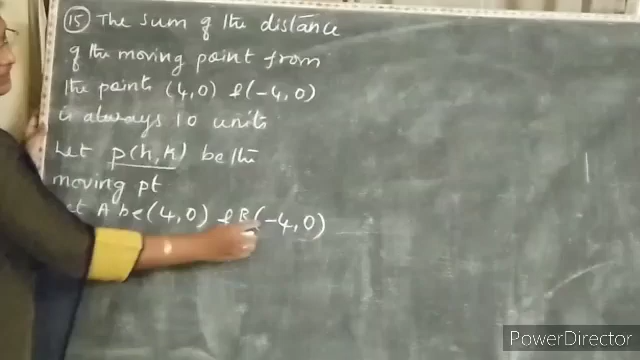 15 The sum of the distance
of the moving point from
the points (4,0) & (-4,0)
is always 10 units
Let P(h,k) be the
moving pt
Let A be (4,0) & B(-4,0)
PowerDirector